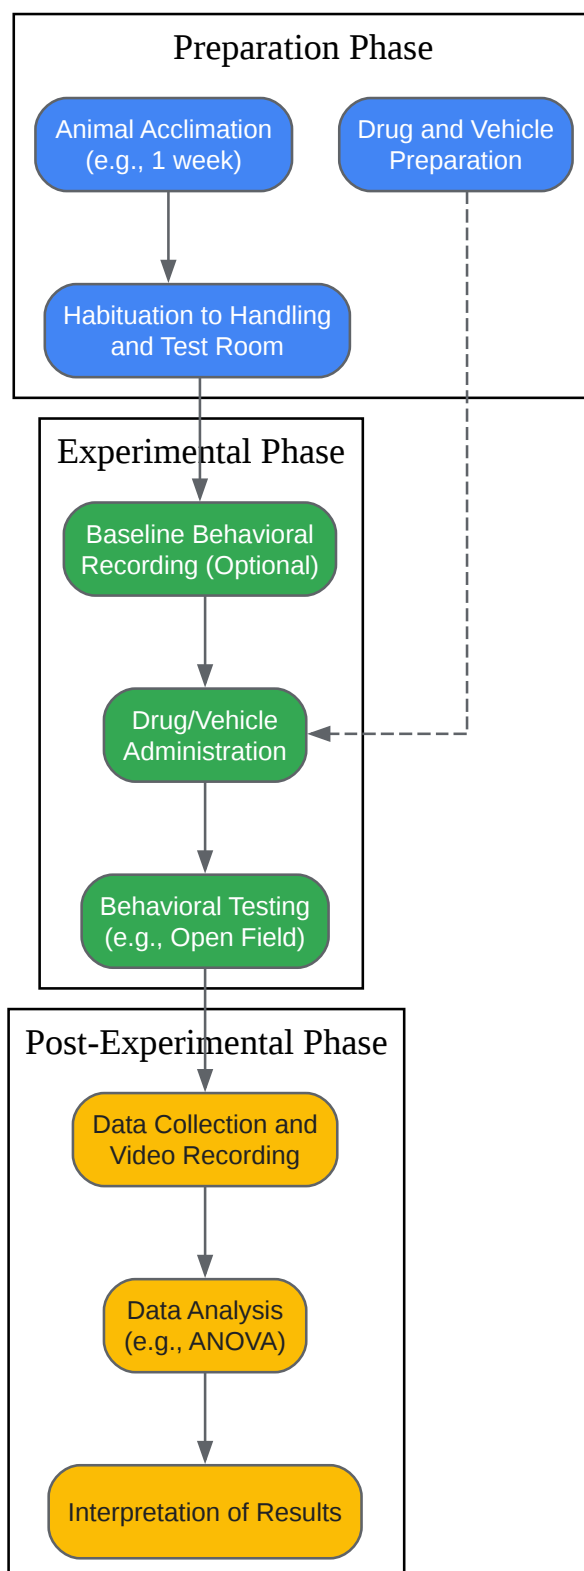 Preparation Phase
Animal Acclimation
(e.g., 1 week)
Drug and Vehicle
Preparation
Habituation to Handling
and Test Room
Experimental Phase
Baseline Behavioral
Recording (Optional)
Drug/Vehicle
Administration
Behavioral Testing
(e.g., Open Field)
Post-Experimental Phase
Data Collection and
Video Recording
Data Analysis
(e.g., ANOVA)
Interpretation of Results